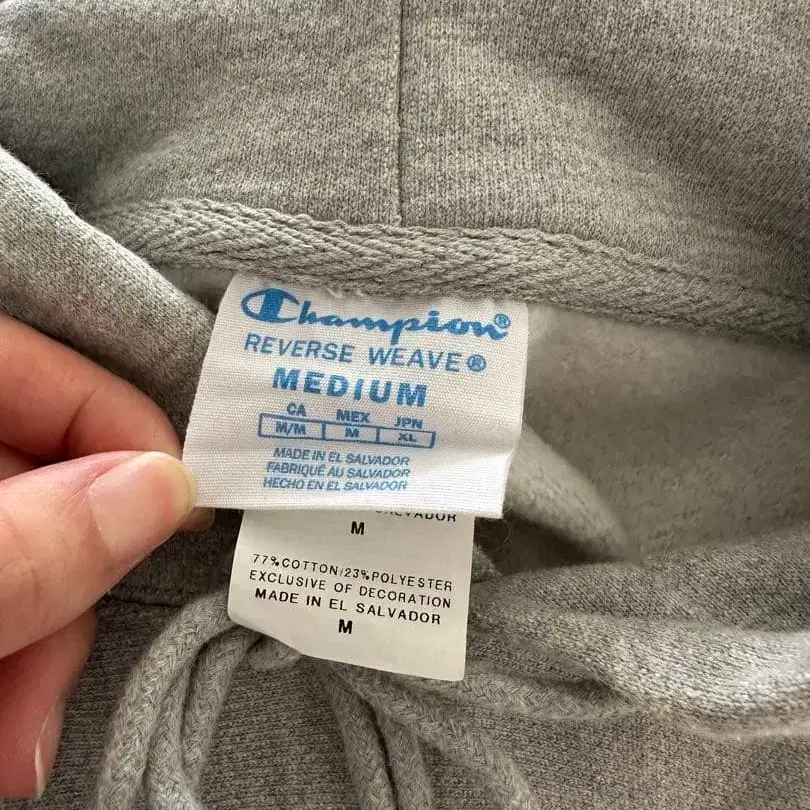 Champion®
REVERSE WEAVE®
MEDIUM
CA MEX JPN
M/M M XL
MADE IN EL SALVADOR
FABRIQUÉ AU SALVADOR
HECHO EN EL SALVADOR
SALVADOR
M
77%COTTON/23%POLYESTER
EXCLUSIVE OF DECORATION
MADE IN EL SALVADOR
M